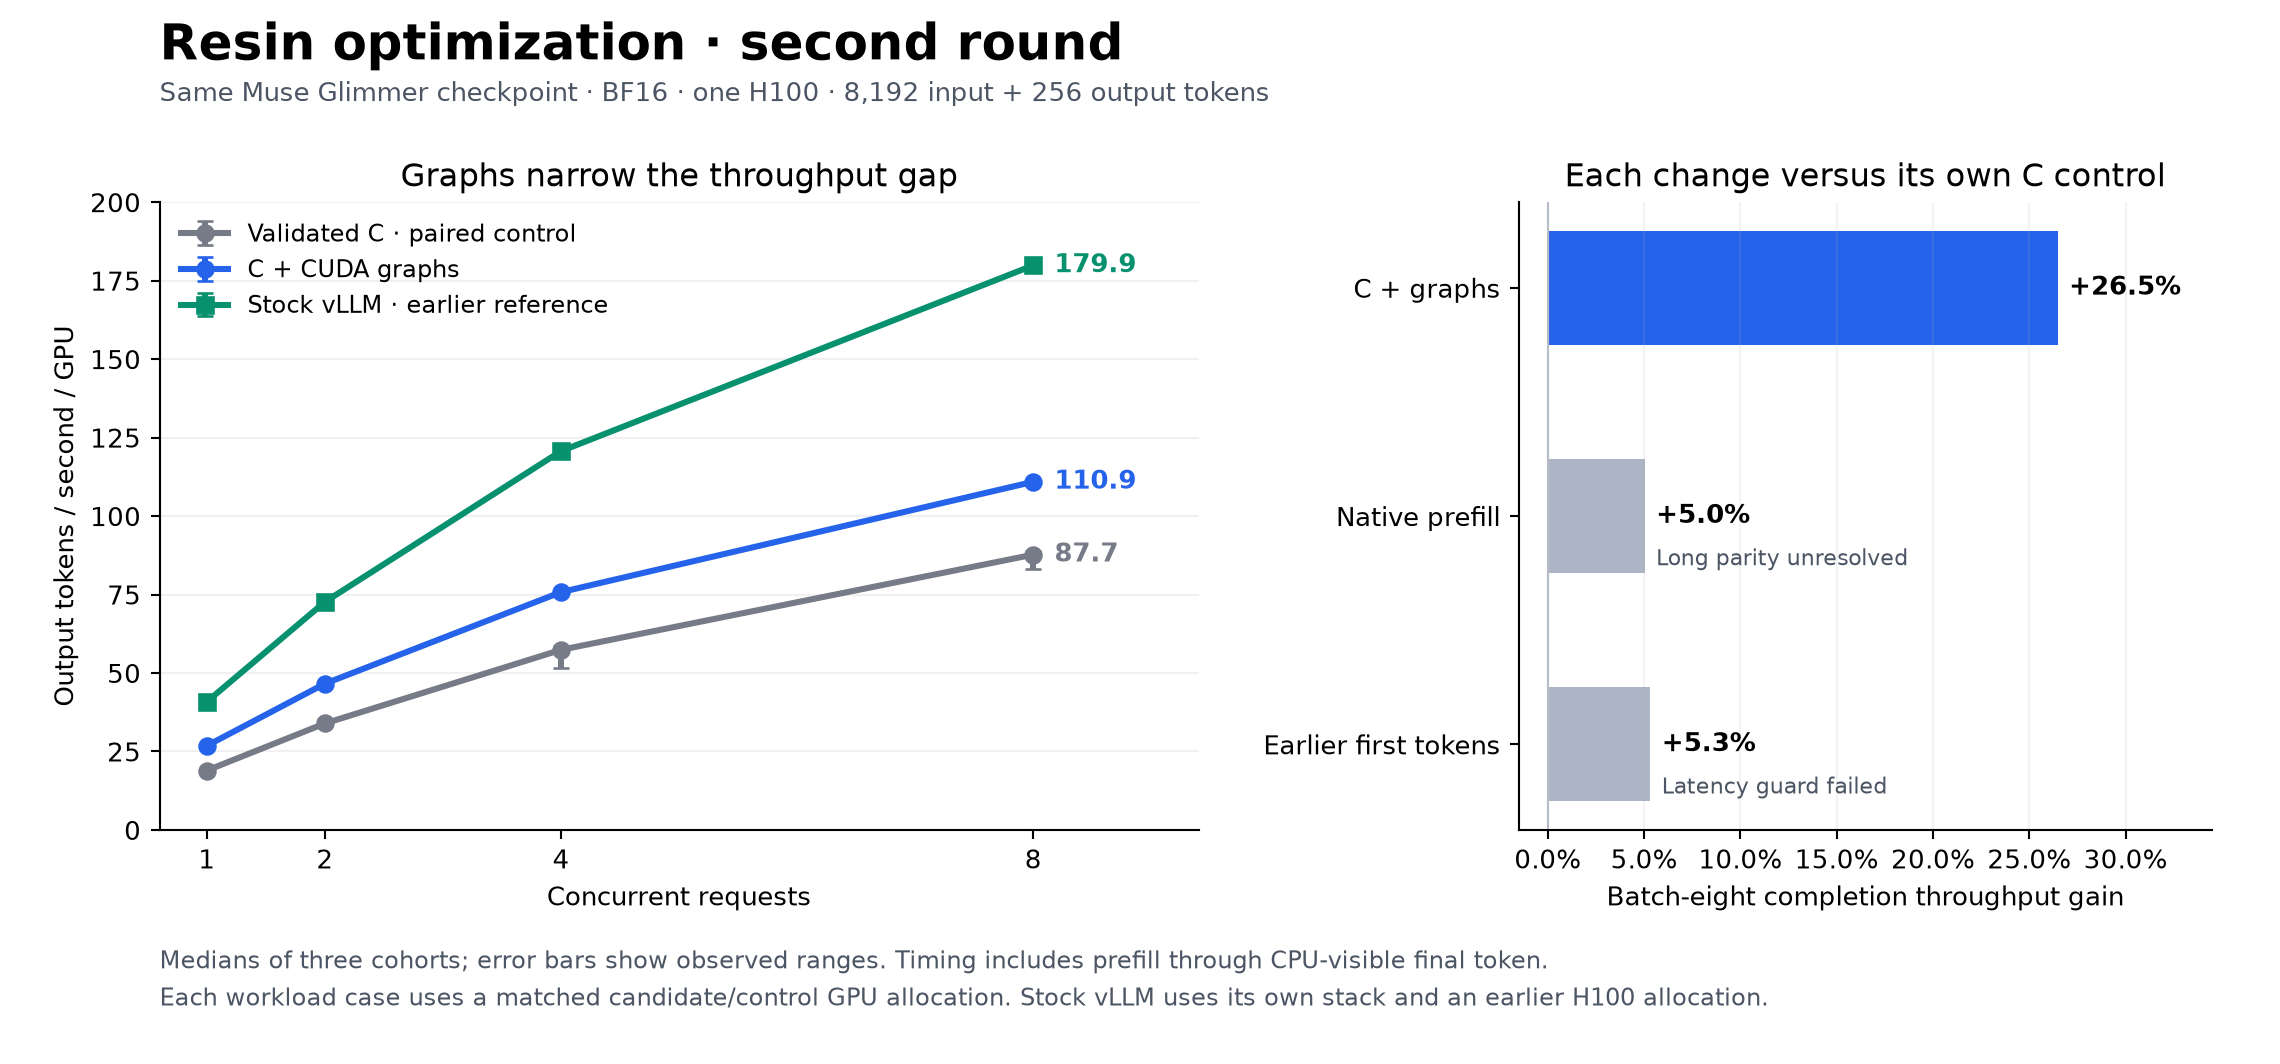 Resin optimization · second round
Same Muse Glimmer checkpoint · BF16 · one H100 · 8,192 input + 256 output tokens
Graphs narrow the throughput gap
Output tokens / second / GPU
200
175
150
125
100
75
50
25
0
Validated C · paired control
C + CUDA graphs
Stock vLLM · earlier reference
179.9
110.9
87.7
1 2 4 8
Concurrent requests
Each change versus its own C control
C + graphs
+26.5%
Native prefill
+5.0%
Long parity unresolved
Earlier first tokens
+5.3%
Latency guard failed
0.0% 5.0% 10.0% 15.0% 20.0% 25.0% 30.0%
Batch-eight completion throughput gain
Medians of three cohorts; error bars show observed ranges. Timing includes prefill through CPU-visible final token.
Each workload case uses a matched candidate/control GPU allocation. Stock vLLM uses its own stack and an earlier H100 allocation.